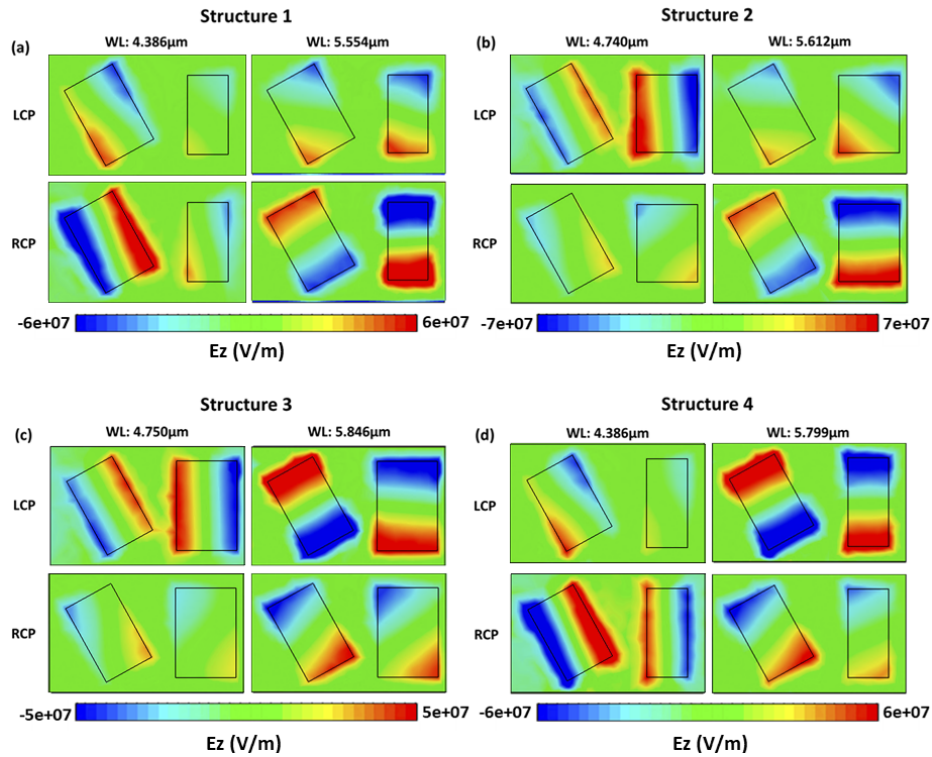 Structure 1
(a)
WL: 4.386μm
WL: 5.554μm
LCP
RCP
-6e+07
6e+07
Ez (V/m)
Structure 2
(b)
WL: 4.740μm
WL: 5.612μm
LCP
RCP
-7e+07
7e+07
Ez (V/m)
Structure 3
(c)
WL: 4.750μm
WL: 5.846μm
LCP
RCP
-5e+07
5e+07
Ez (V/m)
Structure 4
(d)
WL: 4.386μm
WL: 5.799μm
LCP
RCP
-6e+07
6e+07
Ez (V/m)